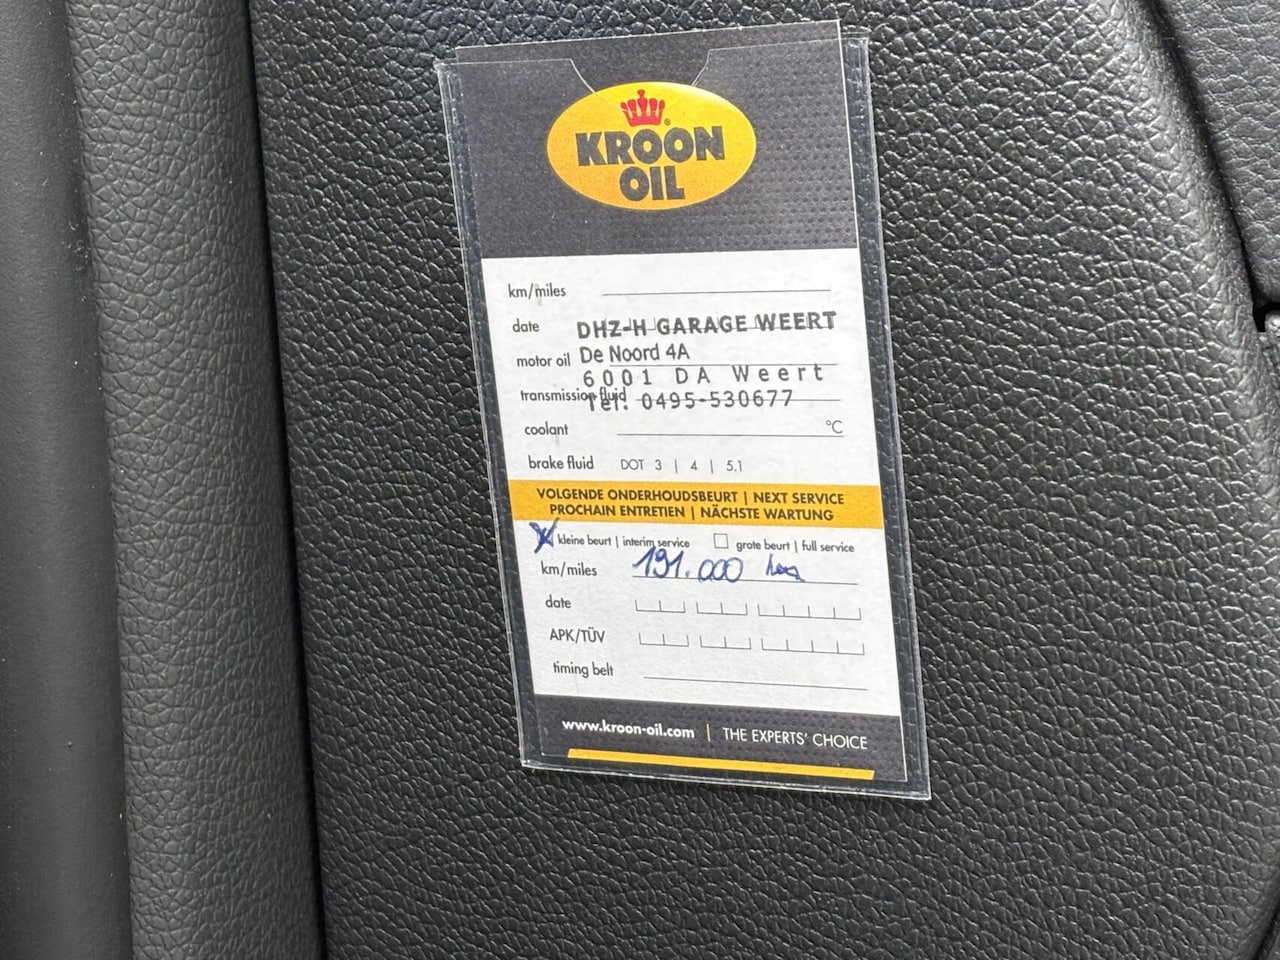 KROON
OIL
km/miles
date DHZ-H GARAGE WEERT
motor oil De Noord 4A
6001 DA Weert
transmission fluid Tel. 0495-530677
coolant °C
brake fluid DOT 3 | 4 | 5.1
VOLGENDE ONDERHOUDSBEURT | NEXT SERVICE
PROCHAIN ENTRETIEN | NÄCHSTE WARTUNG
kleine beurt | interim service grote beurt | full service
km/miles 191.000 km
date
APK/TÜV
timing belt
www.kroon-oil.com | THE EXPERTS' CHOICE